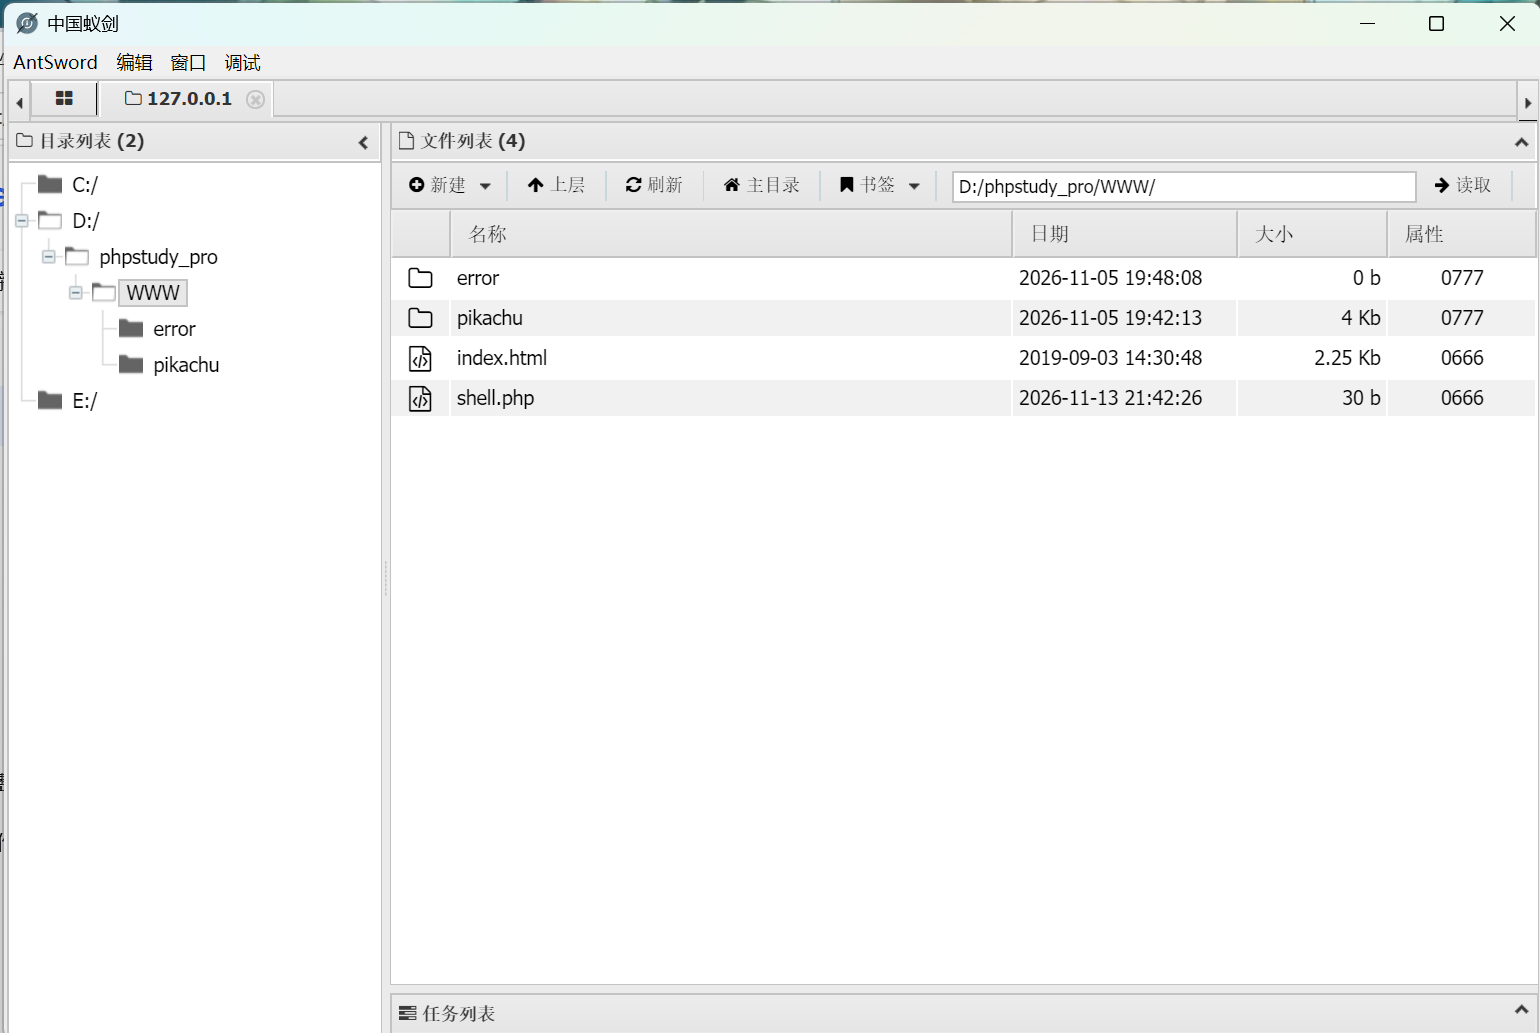 中国蚁剑
AntSword 编辑 窗口 调试
127.0.0.1
目录列表 (2)
C:/
D:/
phpstudy_pro
WWW
error
pikachu
E:/
文件列表 (4)
新建 上层 刷新 主目录 书签 D:/phpstudy_pro/WWW/ 读取
名称 日期 大小 属性
error 2026-11-05 19:48:08 0 b 0777
pikachu 2026-11-05 19:42:13 4 Kb 0777
index.html 2019-09-03 14:30:48 2.25 Kb 0666
shell.php 2026-11-13 21:42:26 30 b 0666
任务列表